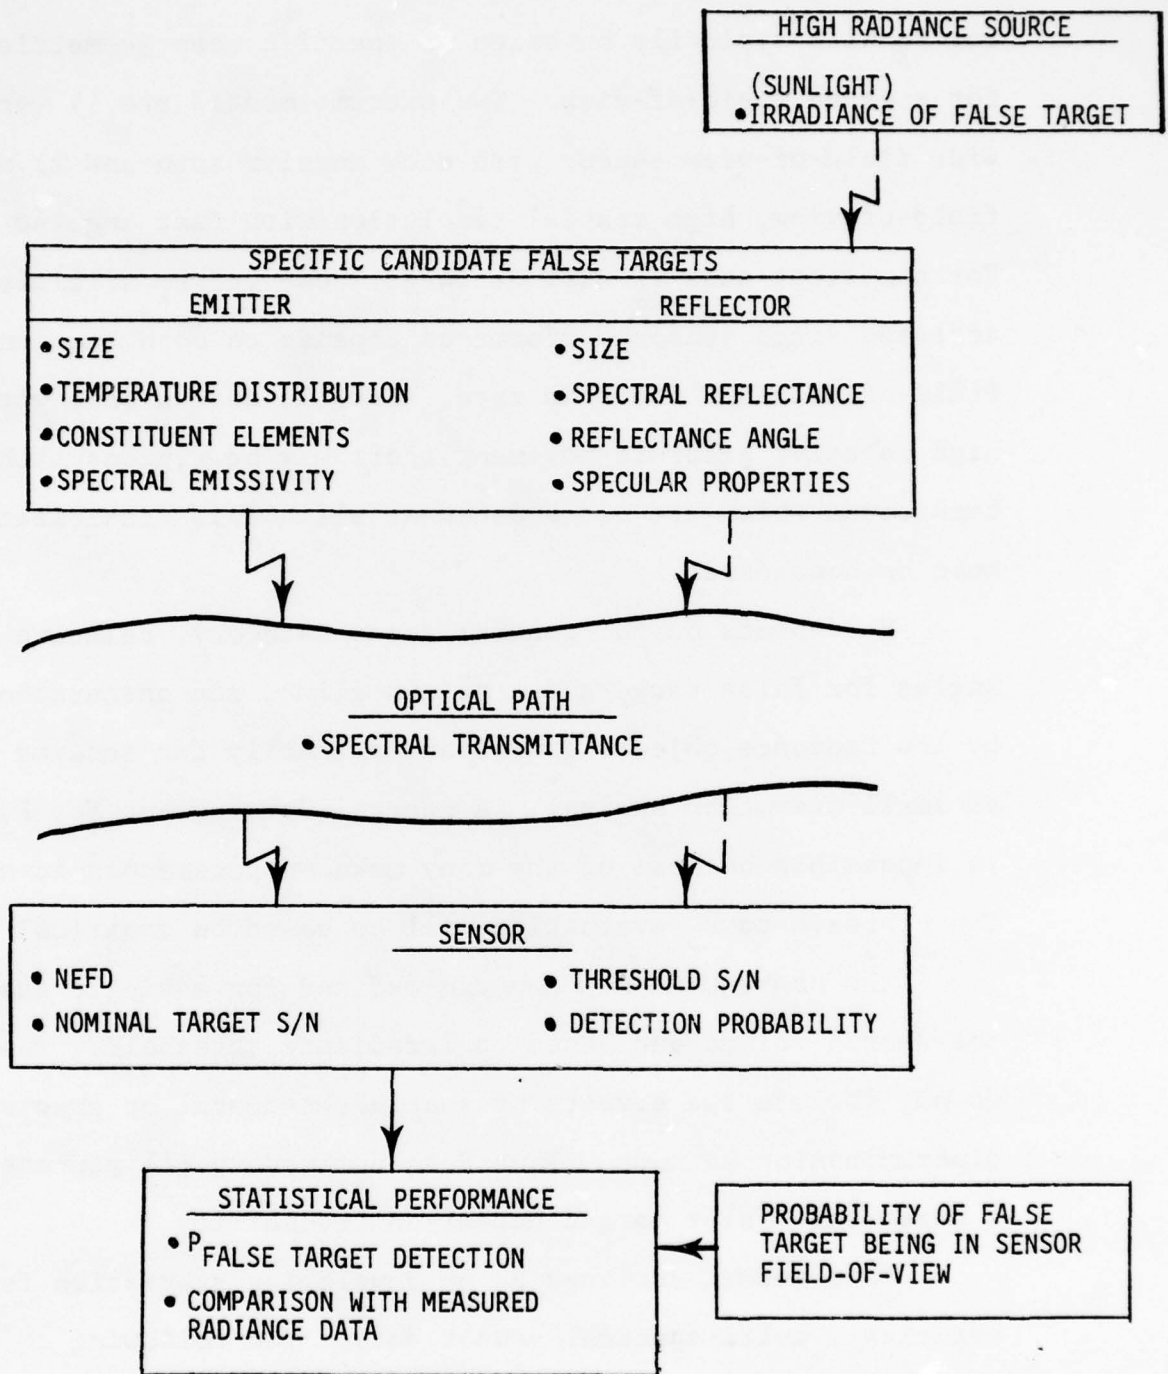 HIGH RADIANCE SOURCE
(SUNLIGHT)
•IRRADIANCE OF FALSE TARGET
SPECIFIC CANDIDATE FALSE TARGETS
EMITTER
•SIZE
•TEMPERATURE DISTRIBUTION
•CONSTITUENT ELEMENTS
•SPECTRAL EMISSIVITY
REFLECTOR
•SIZE
•SPECTRAL REFLECTANCE
•REFLECTANCE ANGLE
•SPECULAR PROPERTIES
OPTICAL PATH
•SPECTRAL TRANSMITTANCE
SENSOR
• NEFD
• NOMINAL TARGET S/N
• THRESHOLD S/N
• DETECTION PROBABILITY
STATISTICAL PERFORMANCE
• P FALSE TARGET DETECTION
• COMPARISON WITH MEASURED
RADIANCE DATA
PROBABILITY OF FALSE
TARGET BEING IN SENSOR
FIELD-OF-VIEW